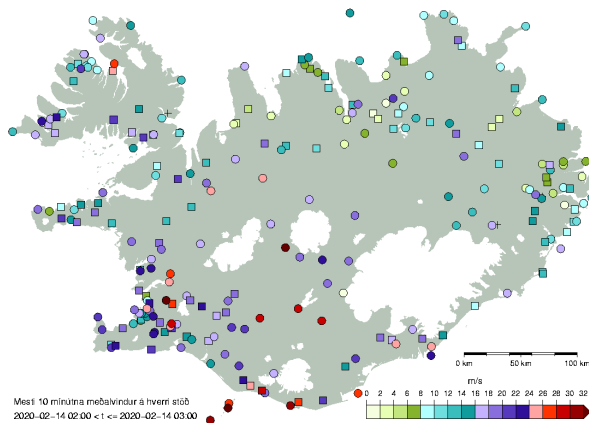 0 km 50 km 100 km
m/s
0 2 4 6 8 10 12 14 16 18 20 22 24 26 28 30 32
Mesti 10 mínútna meðalvindur á hverri stöð
2020-02-14 02:00 < t <= 2020-02-14 03:00